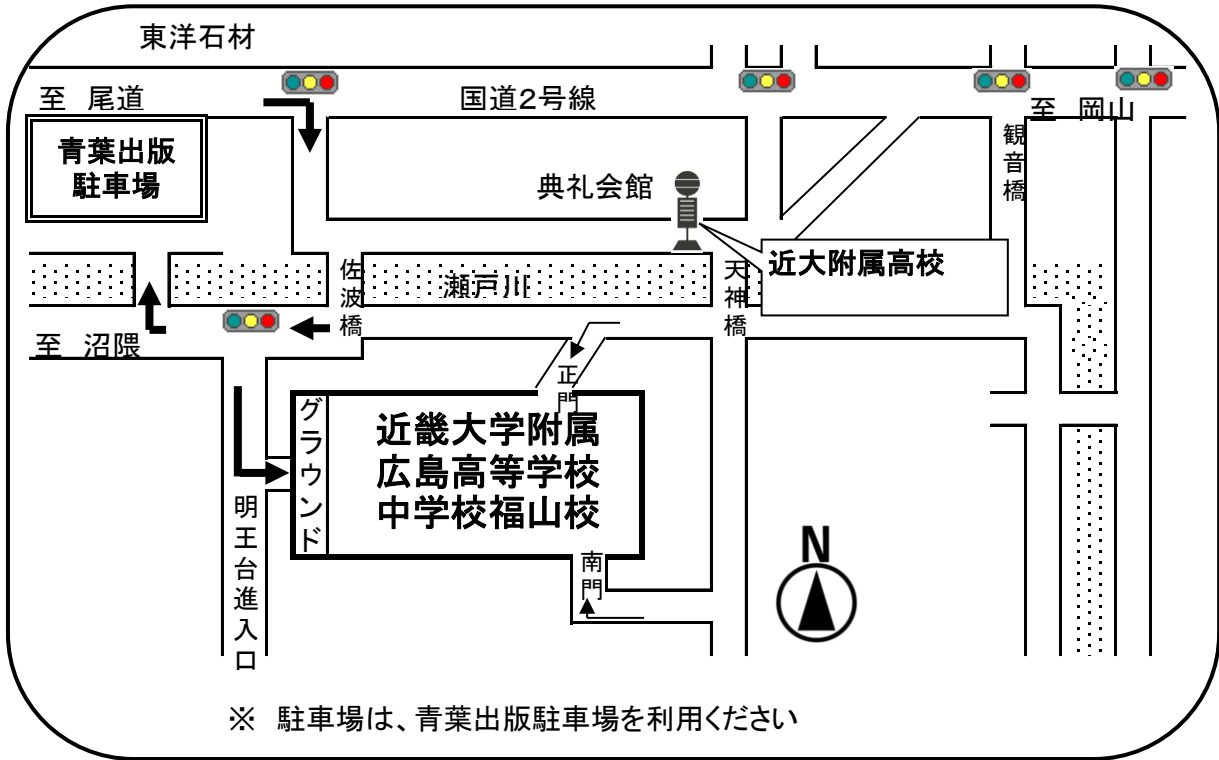 東洋石材
至 尾道
国道2号線
至 岡山
青葉出版
駐車場
観音橋
典礼会館
近大附属高校
佐波橋
瀬戸川
天神橋
至 沼隈
正門
グラウンド
近畿大学附属
広島高等学校
中学校福山校
明王台進入口
南門
N
※ 駐車場は、青葉出版駐車場を利用ください